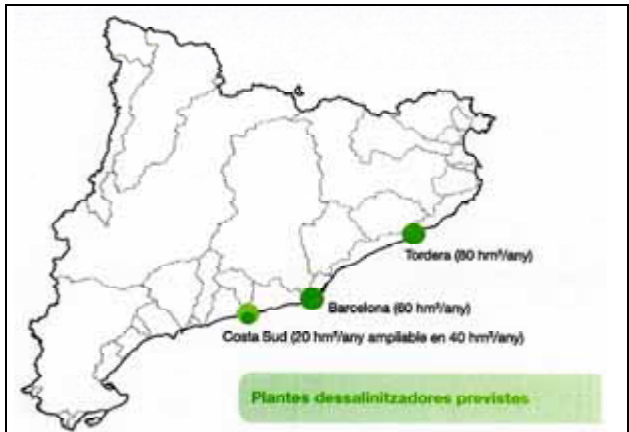 Tordera (80 hm³/any)
Barcelona (60 hm³/any)
Costa Sud (20 hm³/any ampliable en 40 hm³/any)
Plantes dessalinitzadores previstes